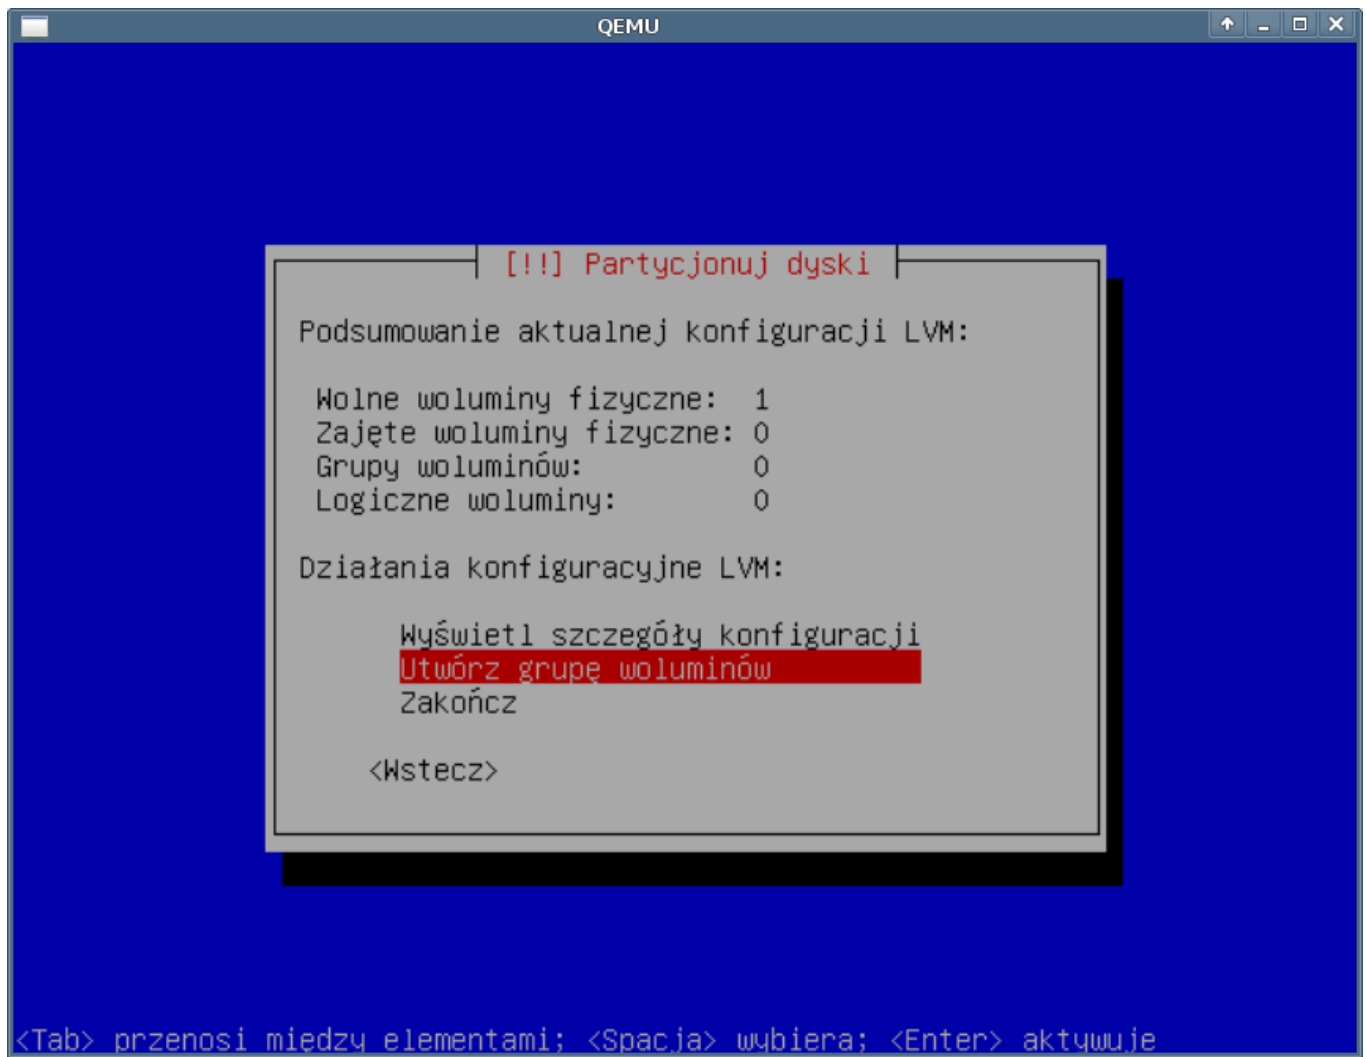 QEMU
[!!] Partycjonuj dyski
Podsumowanie aktualnej konfiguracji LVM:
Wolne woluminy fizyczne: 1
Zajęte woluminy fizyczne: 0
Grupy woluminów: 0
Logiczne woluminy: 0
Działania konfiguracyjne LVM:
Wyświetl szczegóły konfiguracji
Utwórz grupę woluminów
Zakończ
<Wstecz>
<Tab> przenosi między elementami; <Spacja> wybiera; <Enter> aktywuje